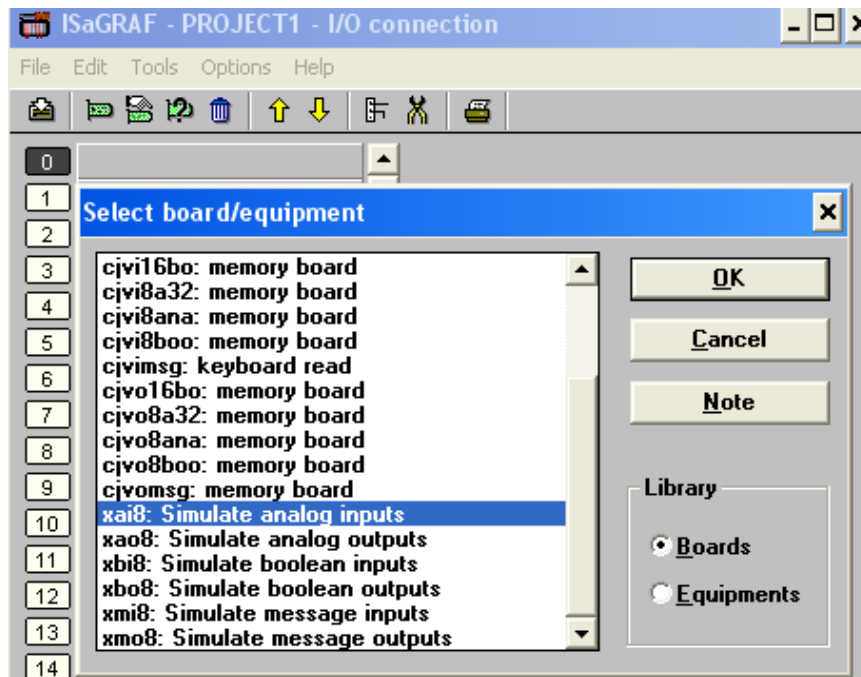 ISaGRAF - PROJECT1 - I/O connection
File Edit Tools Options Help
0
1
2
3
4
5
6
7
8
9
10
11
12
13
14
Select board/equipment
cjvi16bo: memory board
cjvi8a32: memory board
cjvi8ana: memory board
cjvi8boo: memory board
cjvimsg: keyboard read
cjvo16bo: memory board
cjvo8a32: memory board
cjvo8ana: memory board
cjvo8boo: memory board
cjvomsg: memory board
xai8: Simulate analog inputs
xao8: Simulate analog outputs
xbi8: Simulate boolean inputs
xbo8: Simulate boolean outputs
xmi8: Simulate message inputs
xmo8: Simulate message outputs
OK
Cancel
Note
Library
Boards
Equipments